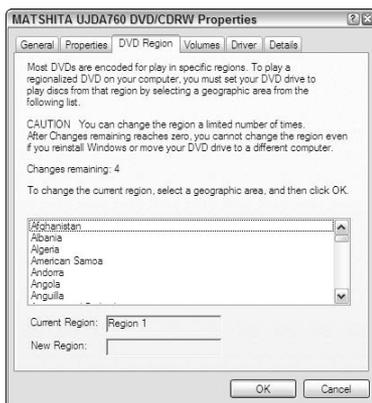 MATSHITA UJDA760 DVD/CDRW Properties
General Properties DVD Region Volumes Driver Details
Most DVDs are encoded for play in specific regions. To play a
regionalized DVD on your computer, you must set your DVD drive to
play discs from that region by selecting a geographic area from the
following list.
CAUTION You can change the region a limited number of times.
After Changes remaining reaches zero, you cannot change the region even
if you reinstall Windows or move your DVD drive to a different computer.
Changes remaining: 4
To change the current region, select a geographic area, and then click OK.
Afghanistan
Albania
Algeria
American Samoa
Andorra
Angola
Anguilla
Current Region: Region 1
New Region:
OK Cancel